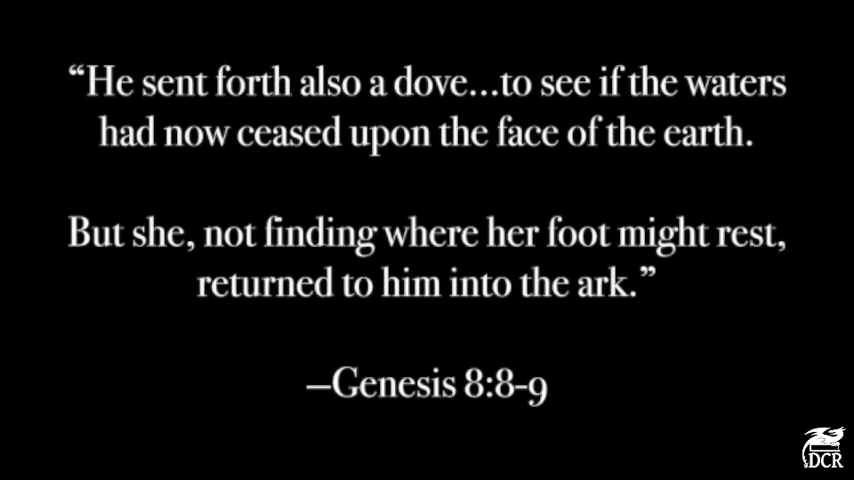 “He sent forth also a dove...to see if the waters
had now ceased upon the face of the earth.
But she, not finding where her foot might rest,
returned to him into the ark.”
–Genesis 8:8-9
DCR